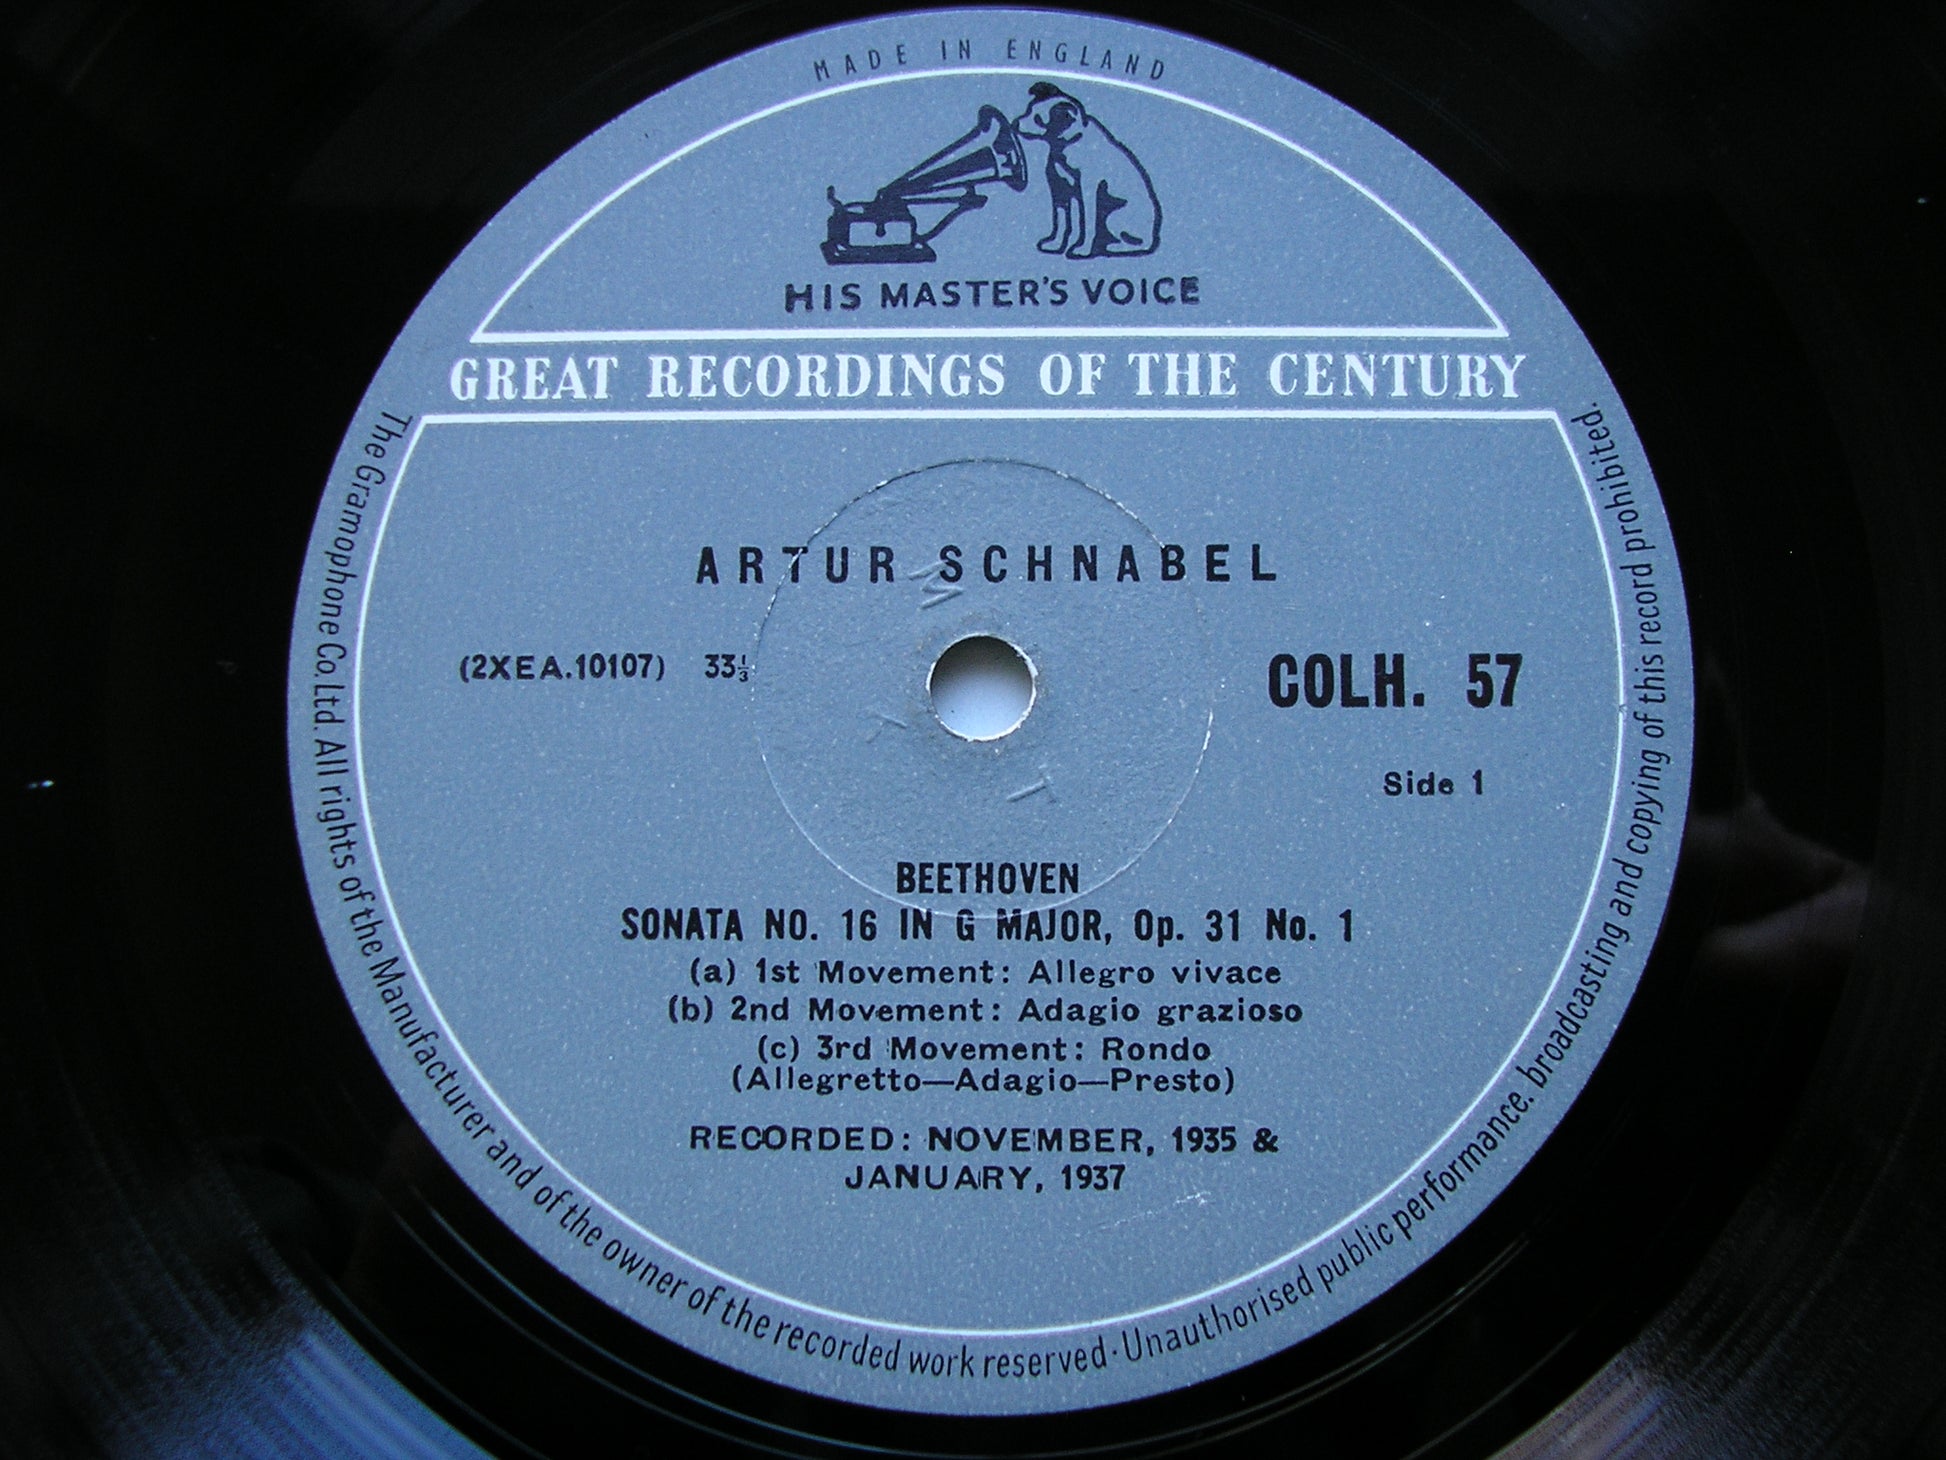 MADE IN ENGLAND
HIS MASTER'S VOICE
GREAT RECORDINGS OF THE CENTURY
ARTUR SCHNABEL
(2XEA.10107) 33⅓
COLH. 57
Side 1
BEETHOVEN
SONATA NO. 16 IN G MAJOR, Op. 31 No. 1
(a) 1st Movement: Allegro vivace
(b) 2nd Movement: Adagio grazioso
(c) 3rd Movement: Rondo
(Allegretto—Adagio—Presto)
RECORDED: NOVEMBER, 1935 &
JANUARY, 1937
The Gramophone Co. Ltd. All rights of the Manufacturer and of the owner of the recorded work reserved · Unauthorised public performance, broadcasting and copying of this record prohibited.
M
T